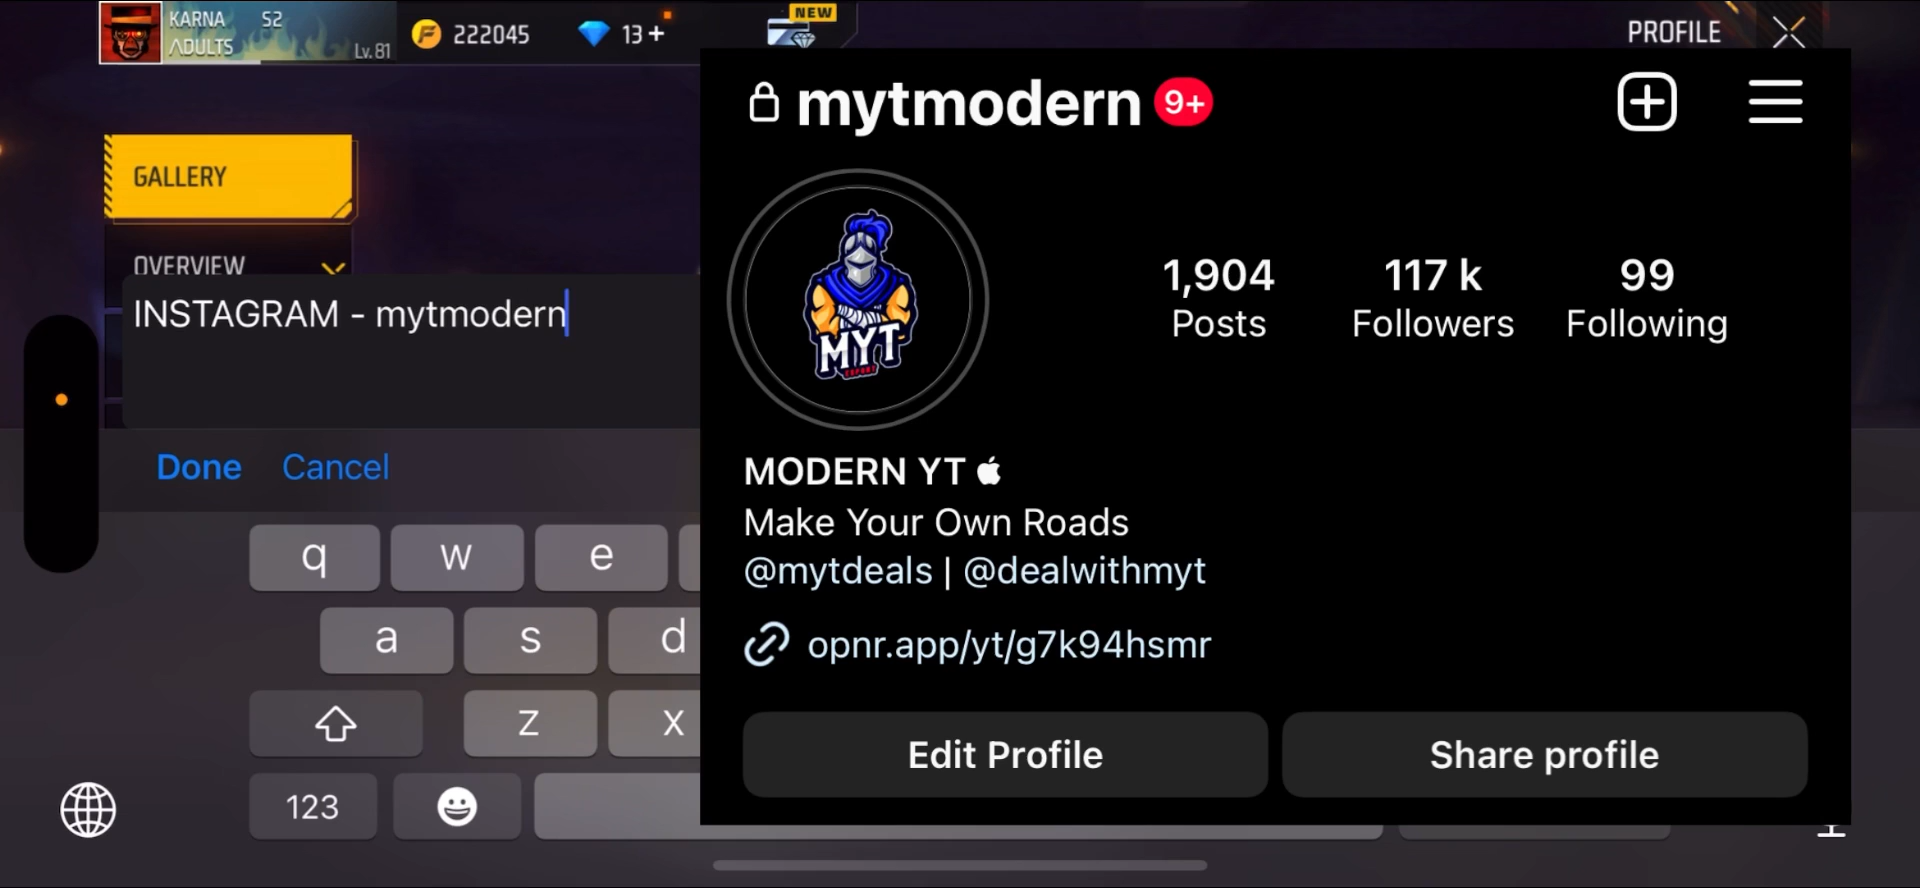 KARNA S2
ADULTS
Lv. 81
222045
13 +
NEW
PROFILE
GALLERY
OVERVIEW
INSTAGRAM - mytmodern
Done Cancel
q w e
a s d
z x
123
mytmodern 9+
MYT
1,904 117 k 99
Posts Followers Following
MODERN YT
Make Your Own Roads
@mytdeals | @dealwithmyt
opnr.app/yt/g7k94hsmr
Edit Profile Share profile